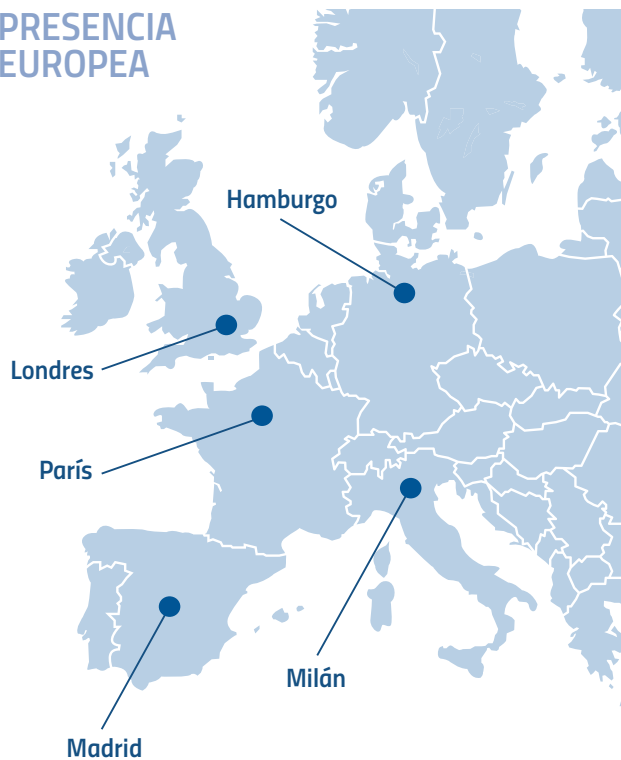 PRESENCIA
EUROPEA
Hamburgo
Londres
París
Milán
Madrid